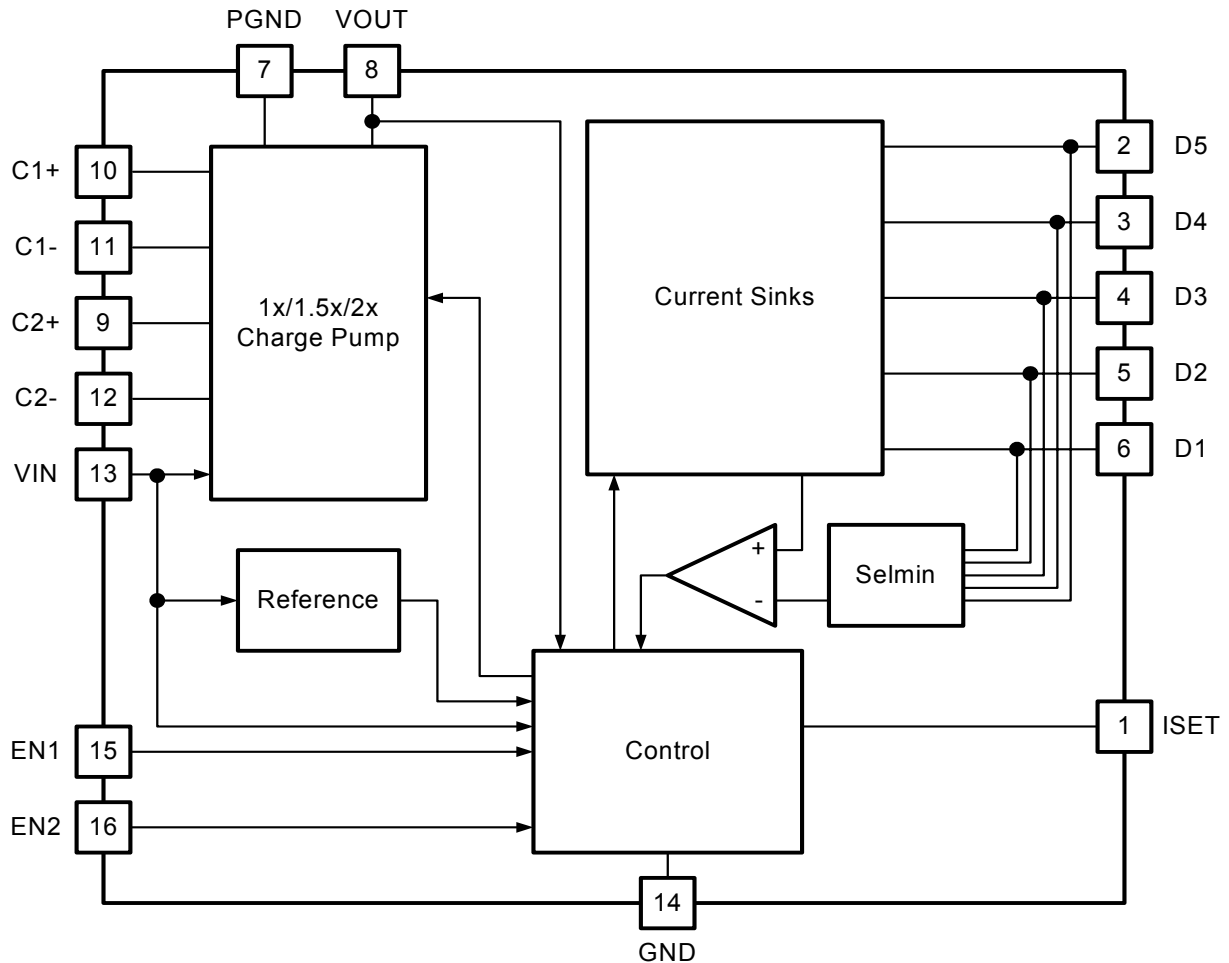 PGND VOUT
7 8
C1+ 10
C1- 11
C2+ 9
C2- 12
VIN 13
1x/1.5x/2x
Charge Pump
Current Sinks
2 D5
3 D4
4 D3
5 D2
6 D1
Reference
+
-
Selmin
EN1 15
EN2 16
Control
1 ISET
14
GND